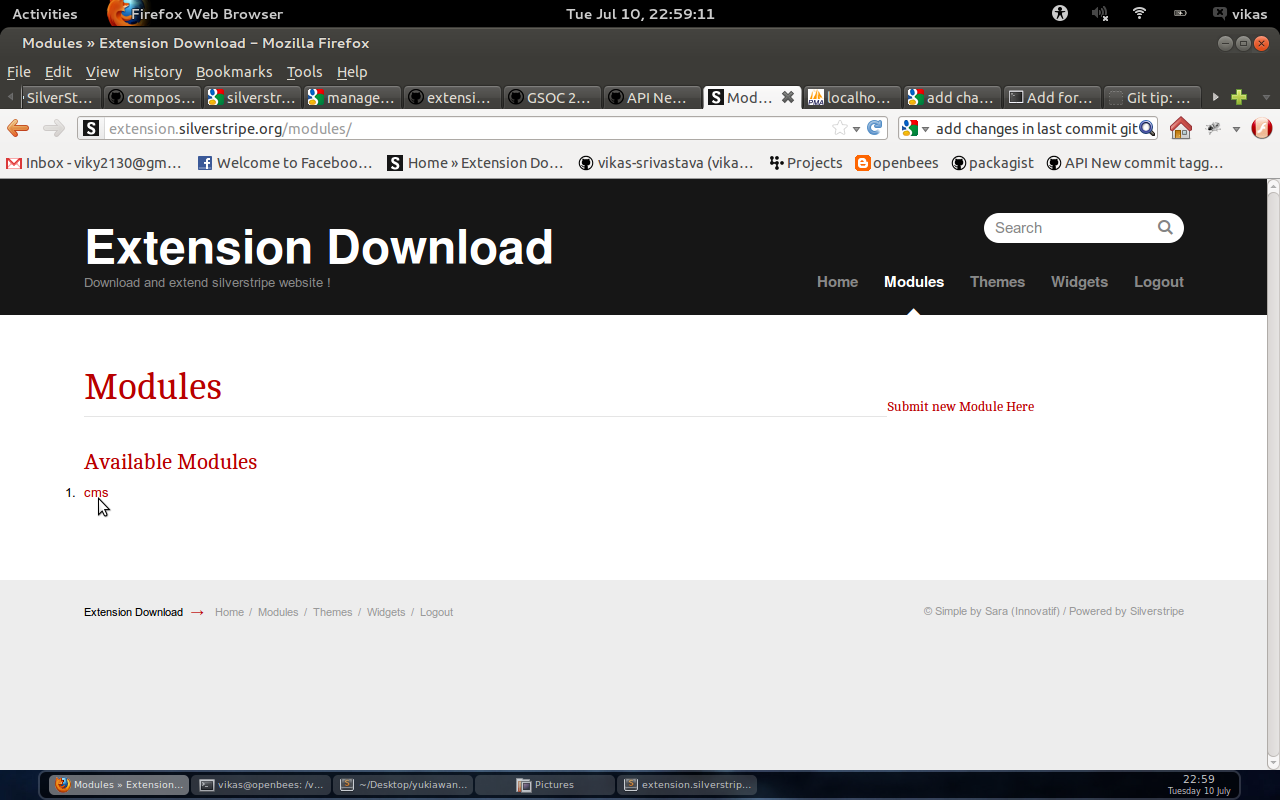 Activities Firefox Web Browser Tue Jul 10, 22:59:11 vikas
Modules » Extension Download - Mozilla Firefox
File Edit View History Bookmarks Tools Help
SilverSt... compos... silverstr... manage... extensi... GSOC 2... API Ne... Mod... localho... add cha... Add for... Git tip: ...
extension.silverstripe.org/modules/ add changes in last commit git
Inbox - viky2130@gm... Welcome to Faceboo... Home » Extension Do... vikas-srivastava (vika... Projects openbees packagist API New commit tagg...
Extension Download
Search
Download and extend silverstripe website !
Home Modules Themes Widgets Logout
Modules
Submit new Module Here
Available Modules
1. cms
Extension Download → Home / Modules / Themes / Widgets / Logout © Simple by Sara (Innovatif) / Powered by Silverstripe
Modules » Extension... vikas@openbees: /v... ~/Desktop/yukiawan... Pictures extension.silverstrip... 22:59
Tuesday 10 July